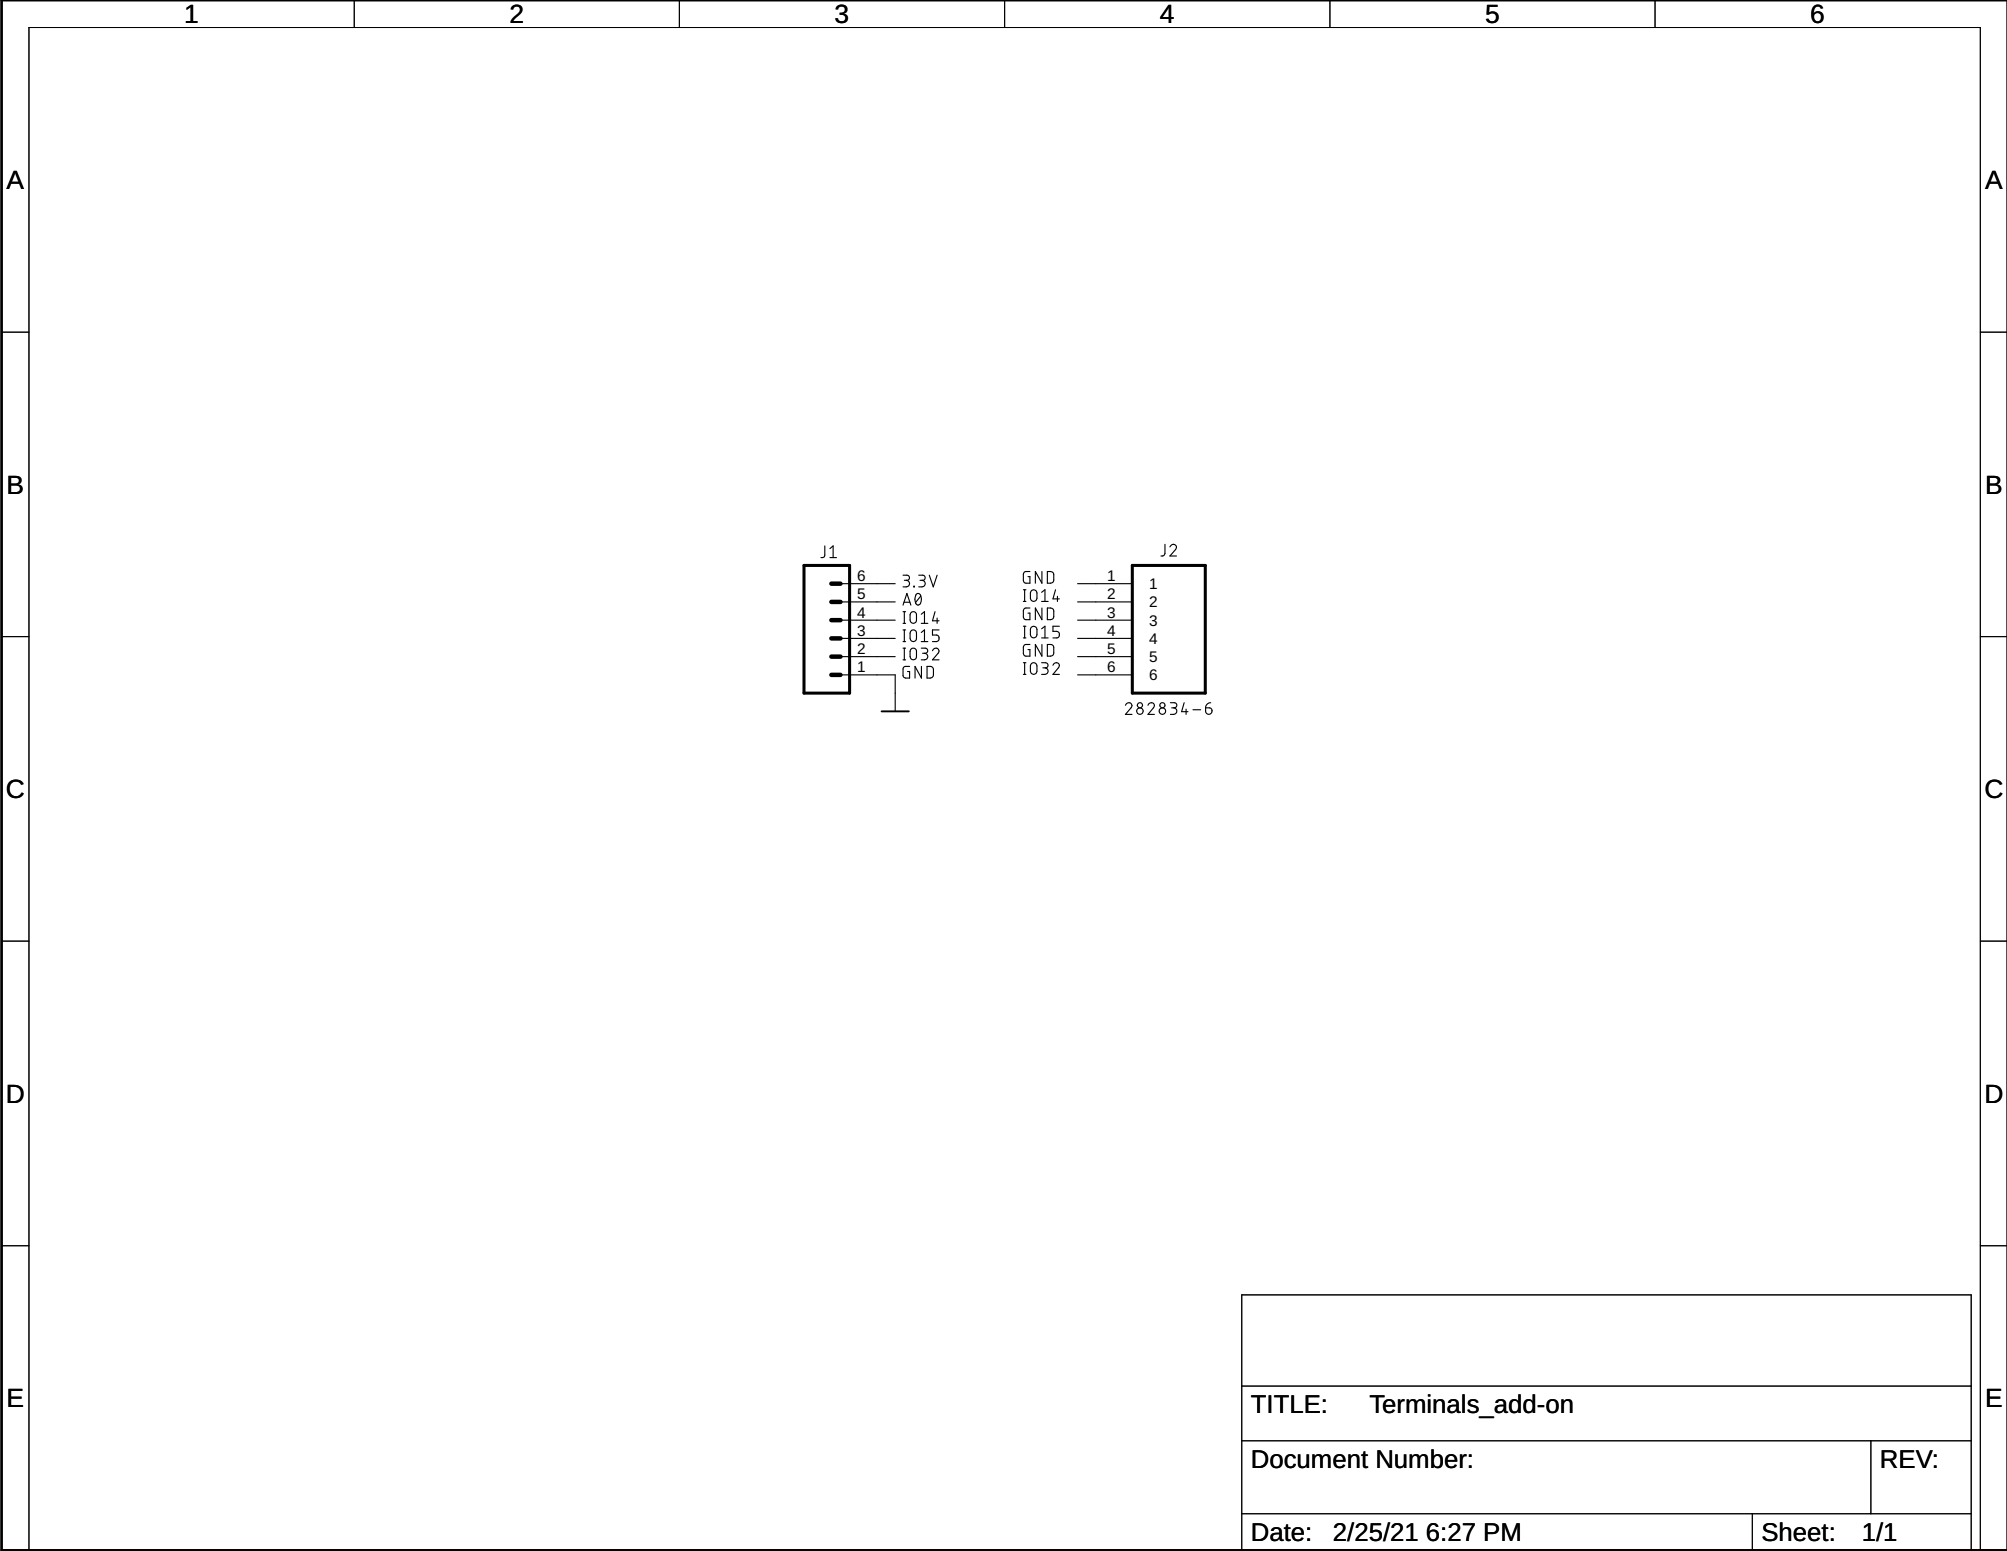 1 2 3 4 5 6
A A
B B
J1 J2
6 3.3V GND 1 1
5 A0 IO14 2 2
4 IO14 GND 3 3
3 IO15 IO15 4 4
2 IO32 GND 5 5
1 GND IO32 6 6
282834-6
C C
D D
E E
TITLE: Terminals_add-on
Document Number: REV:
Date: 2/25/21 6:27 PM Sheet: 1/1